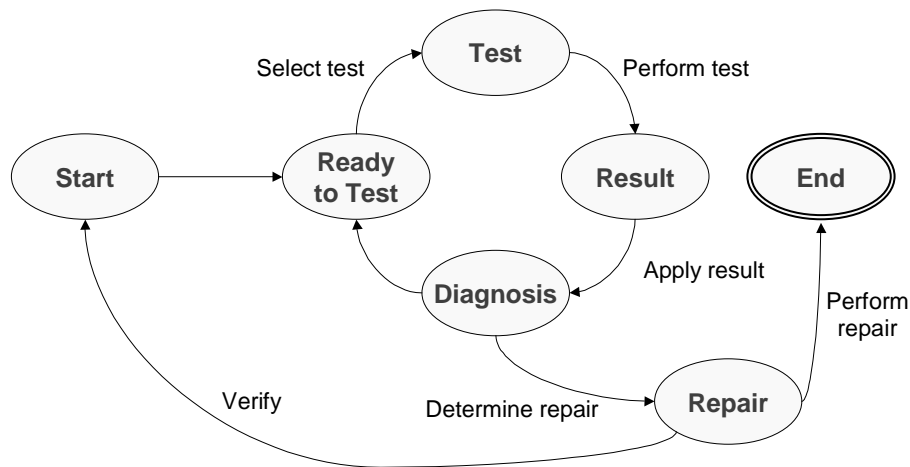 Test
Select test
Perform test
Start
Ready
to Test
Result
End
Diagnosis
Apply result
Perform
repair
Verify
Determine repair
Repair